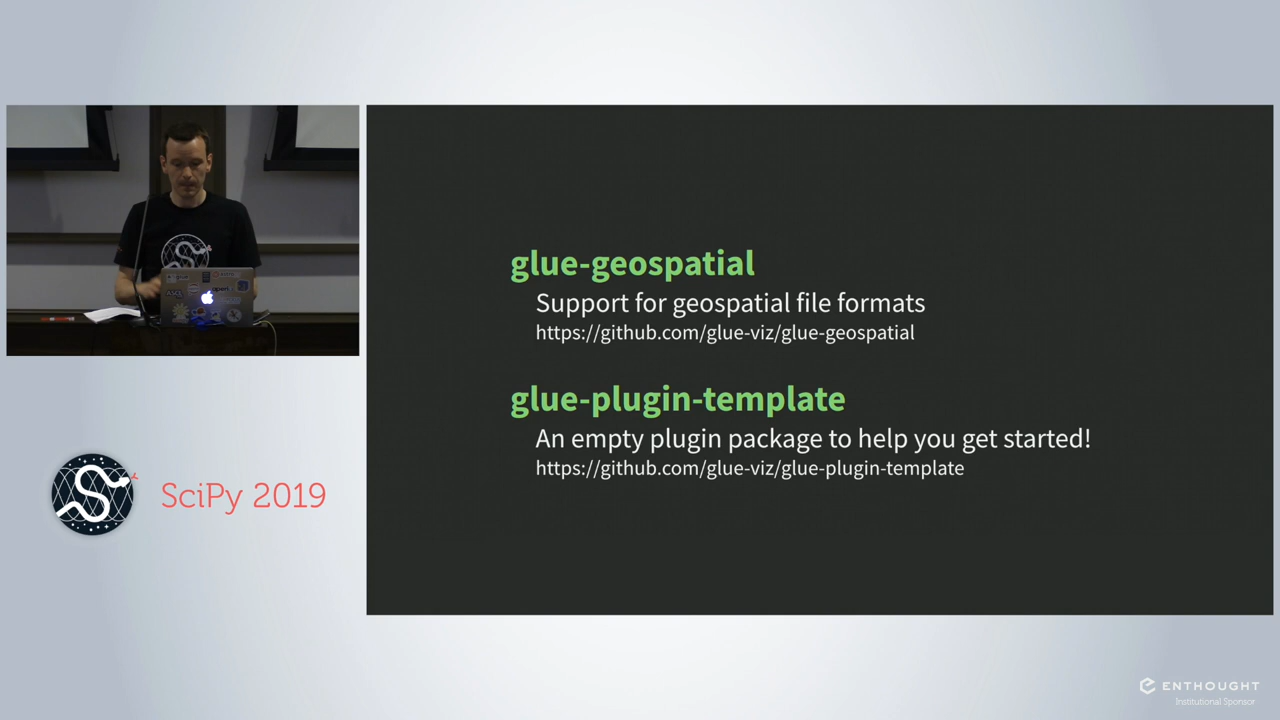 glue-geospatial
Support for geospatial file formats
https://github.com/glue-viz/glue-geospatial
glue-plugin-template
An empty plugin package to help you get started!
https://github.com/glue-viz/glue-plugin-template
SciPy 2019
ENTHOUGHT
Institutional Sponsor